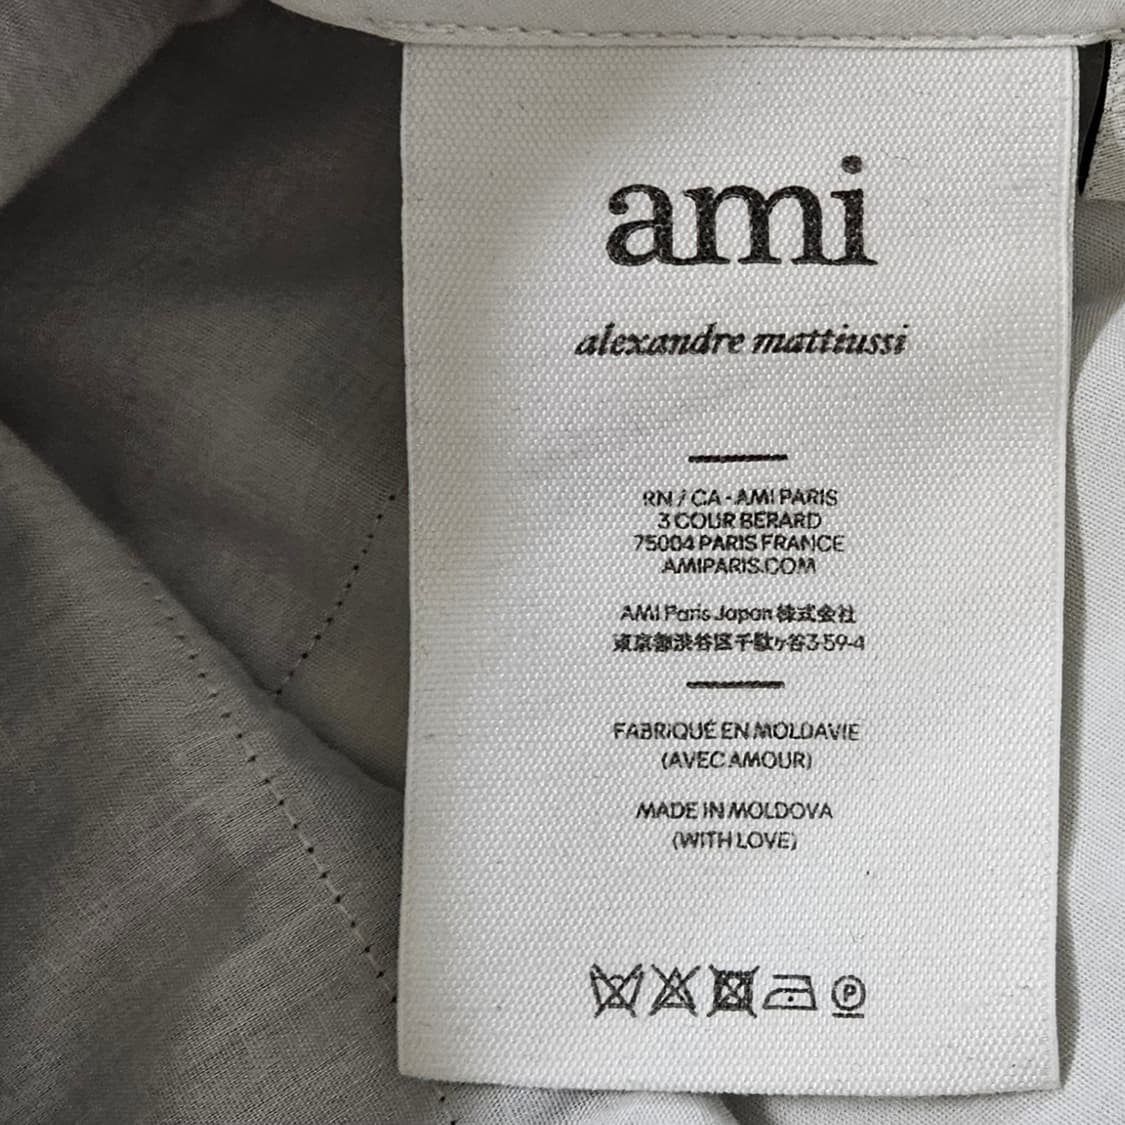 ami
alexandre mattiussi
RN / CA - AMI PARIS
3 COUR BERARD
75004 PARIS FRANCE
AMIPARIS.COM
AMI Paris Japan 株式会社
東京都渋谷区千駄ヶ谷3-59-4
FABRIQUÉ EN MOLDAVIE
(AVEC AMOUR)
MADE IN MOLDOVA
(WITH LOVE)
P